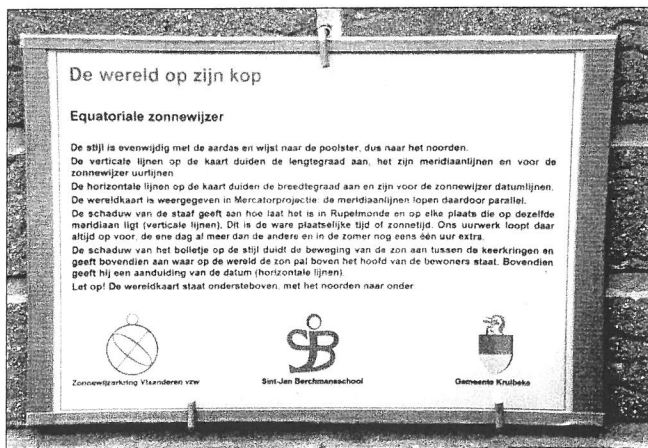 De wereld op zijn kop
Equatoriale zonnewijzer
De stijl is evenwijdig met de aardas en wijst naar de poolster, dus naar het noorden.
De verticale lijnen op de kaart duiden de lengtegraad aan, het zijn meridiaanlijnen en voor de
zonnewijzer uurlijnen
De horizontale lijnen op de kaart duiden de breedtegraad aan en zijn voor de zonnewijzer datumlijnen.
De wereldkaart is weergegeven in Mercatorprojectie: de meridiaanlijnen lopen daardoor parallel.
De schaduw van de staaf geeft aan hoe laat het is in Rupelmonde en op elke plaats die op dezelfde
meridiaan ligt (verticale lijnen). Dit is de ware plaatselijke tijd of zonnetijd. Ons uurwerk loopt daar
altijd op voor, de ene dag al meer dan de andere en in de zomer nog eens één uur extra.
De schaduw van het bolletje op de stijl duidt de beweging van de zon aan tussen de keerkringen en
geeft bovendien aan waar op de wereld de zon pal boven het hoofd van de bewoners staat. Bovendien
geeft hij een aanduiding van de datum (horizontale lijnen).
Let op! De wereldkaart staat ondersteboven, met het noorden naar onder
SJB
Zonnewijzerkring Vlaanderen vzw
Sint-Jan Berchmansschool
Gemeente Kruibeke